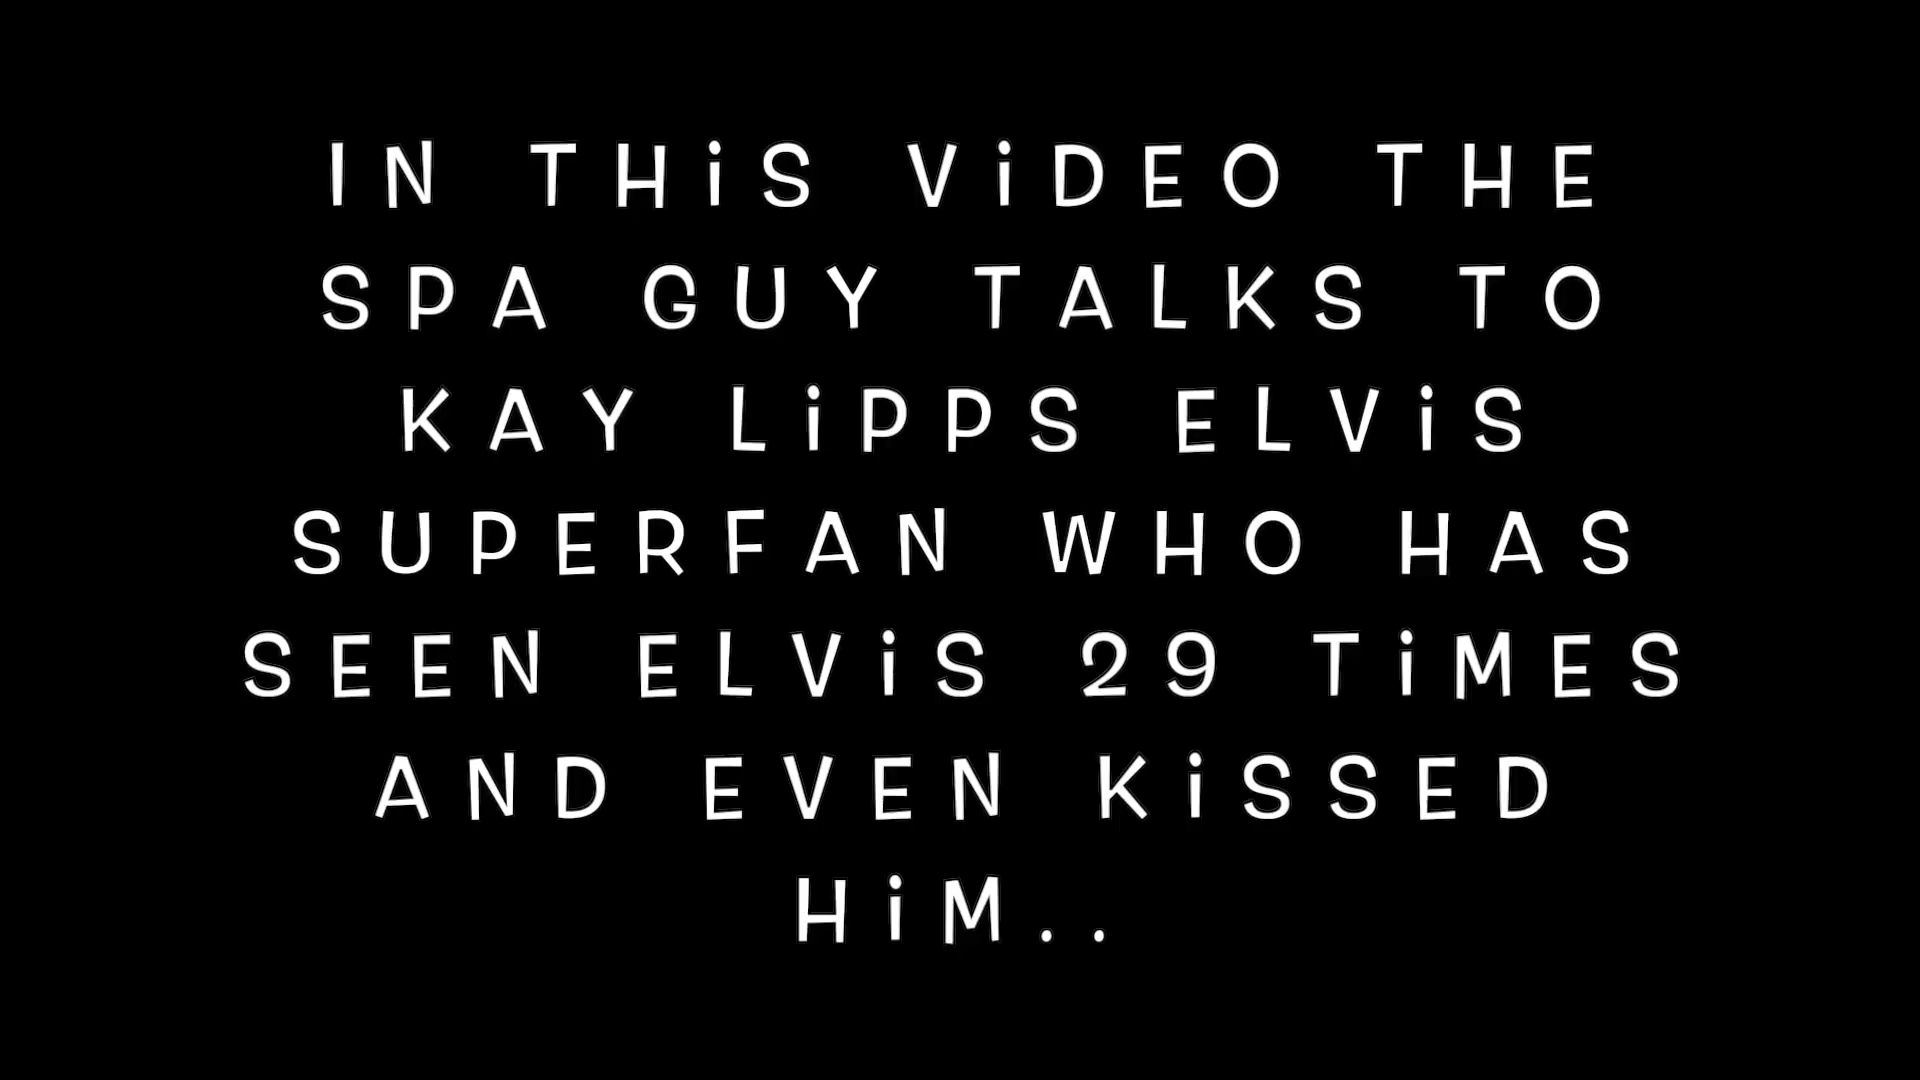 IN THiS ViDEO THE
SPA GUY TALKS TO
KAY LiPPS ELViS
SUPERFAN WHO HAS
SEEN ELViS 29 TiMES
AND EVEN KiSSED
HiM..